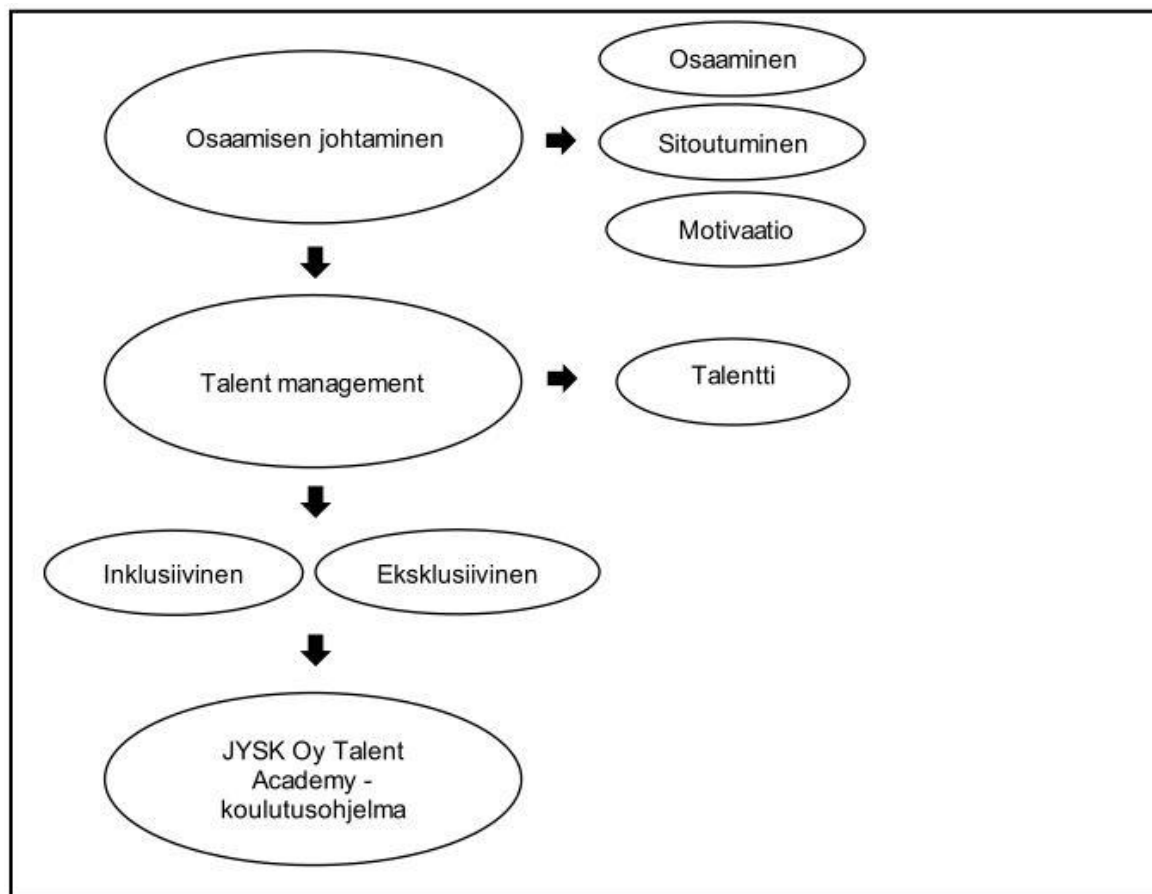 Osaamisen johtaminen
Osaaminen
Sitoutuminen
Motivaatio
Talent management
Talentti
Inklusiivinen
Eksklusiivinen
JYSK Oy Talent
Academy -
koulutusohjelma